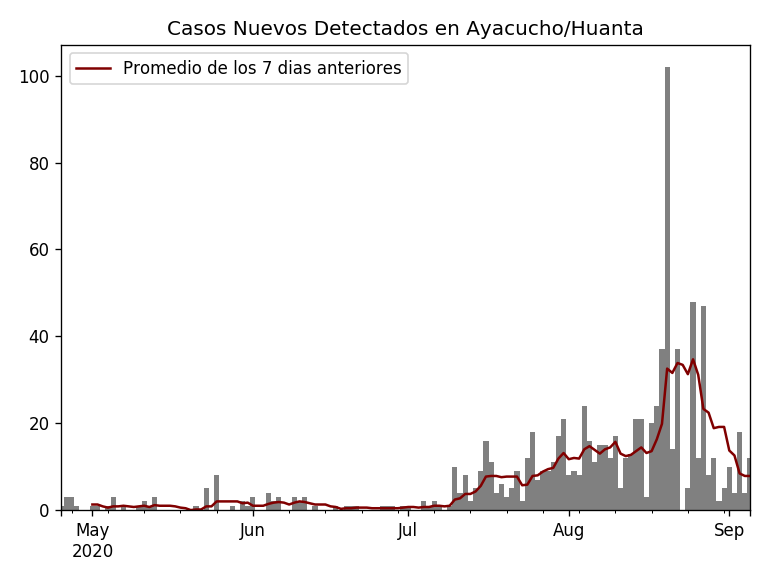 Casos Nuevos Detectados en Ayacucho/Huanta
Promedio de los 7 dias anteriores
100
80
60
40
20
0
May Jun Jul Aug Sep
2020